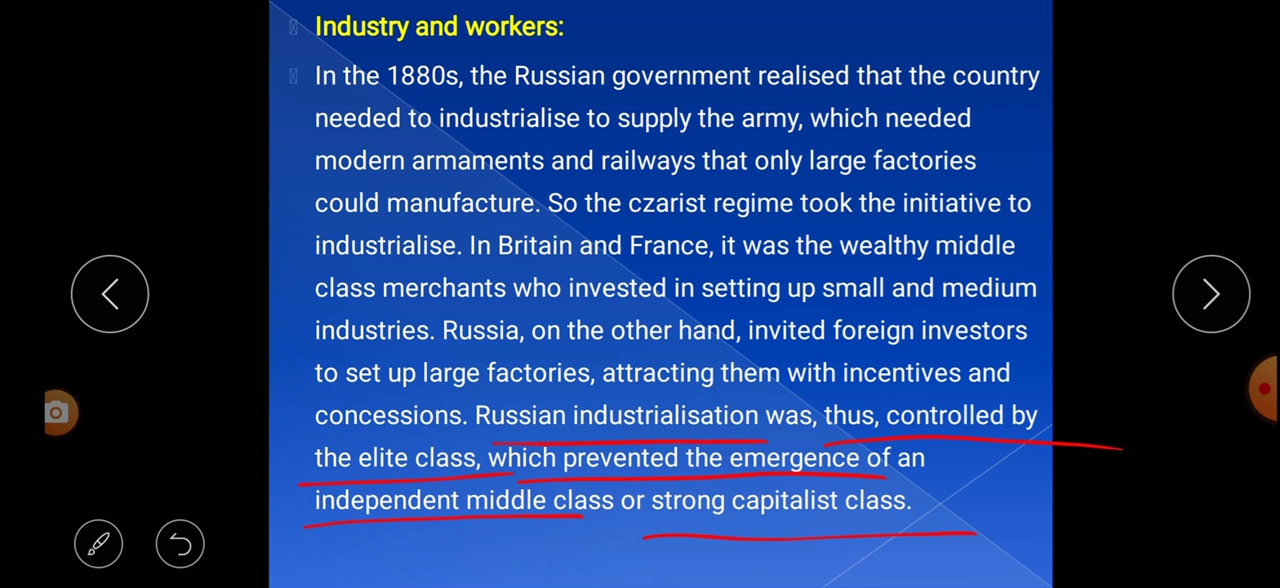 Industry and workers:
In the 1880s, the Russian government realised that the country
needed to industrialise to supply the army, which needed
modern armaments and railways that only large factories
could manufacture. So the czarist regime took the initiative to
industrialise. In Britain and France, it was the wealthy middle
class merchants who invested in setting up small and medium
industries. Russia, on the other hand, invited foreign investors
to set up large factories, attracting them with incentives and
concessions. Russian industrialisation was, thus, controlled by
the elite class, which prevented the emergence of an
independent middle class or strong capitalist class.